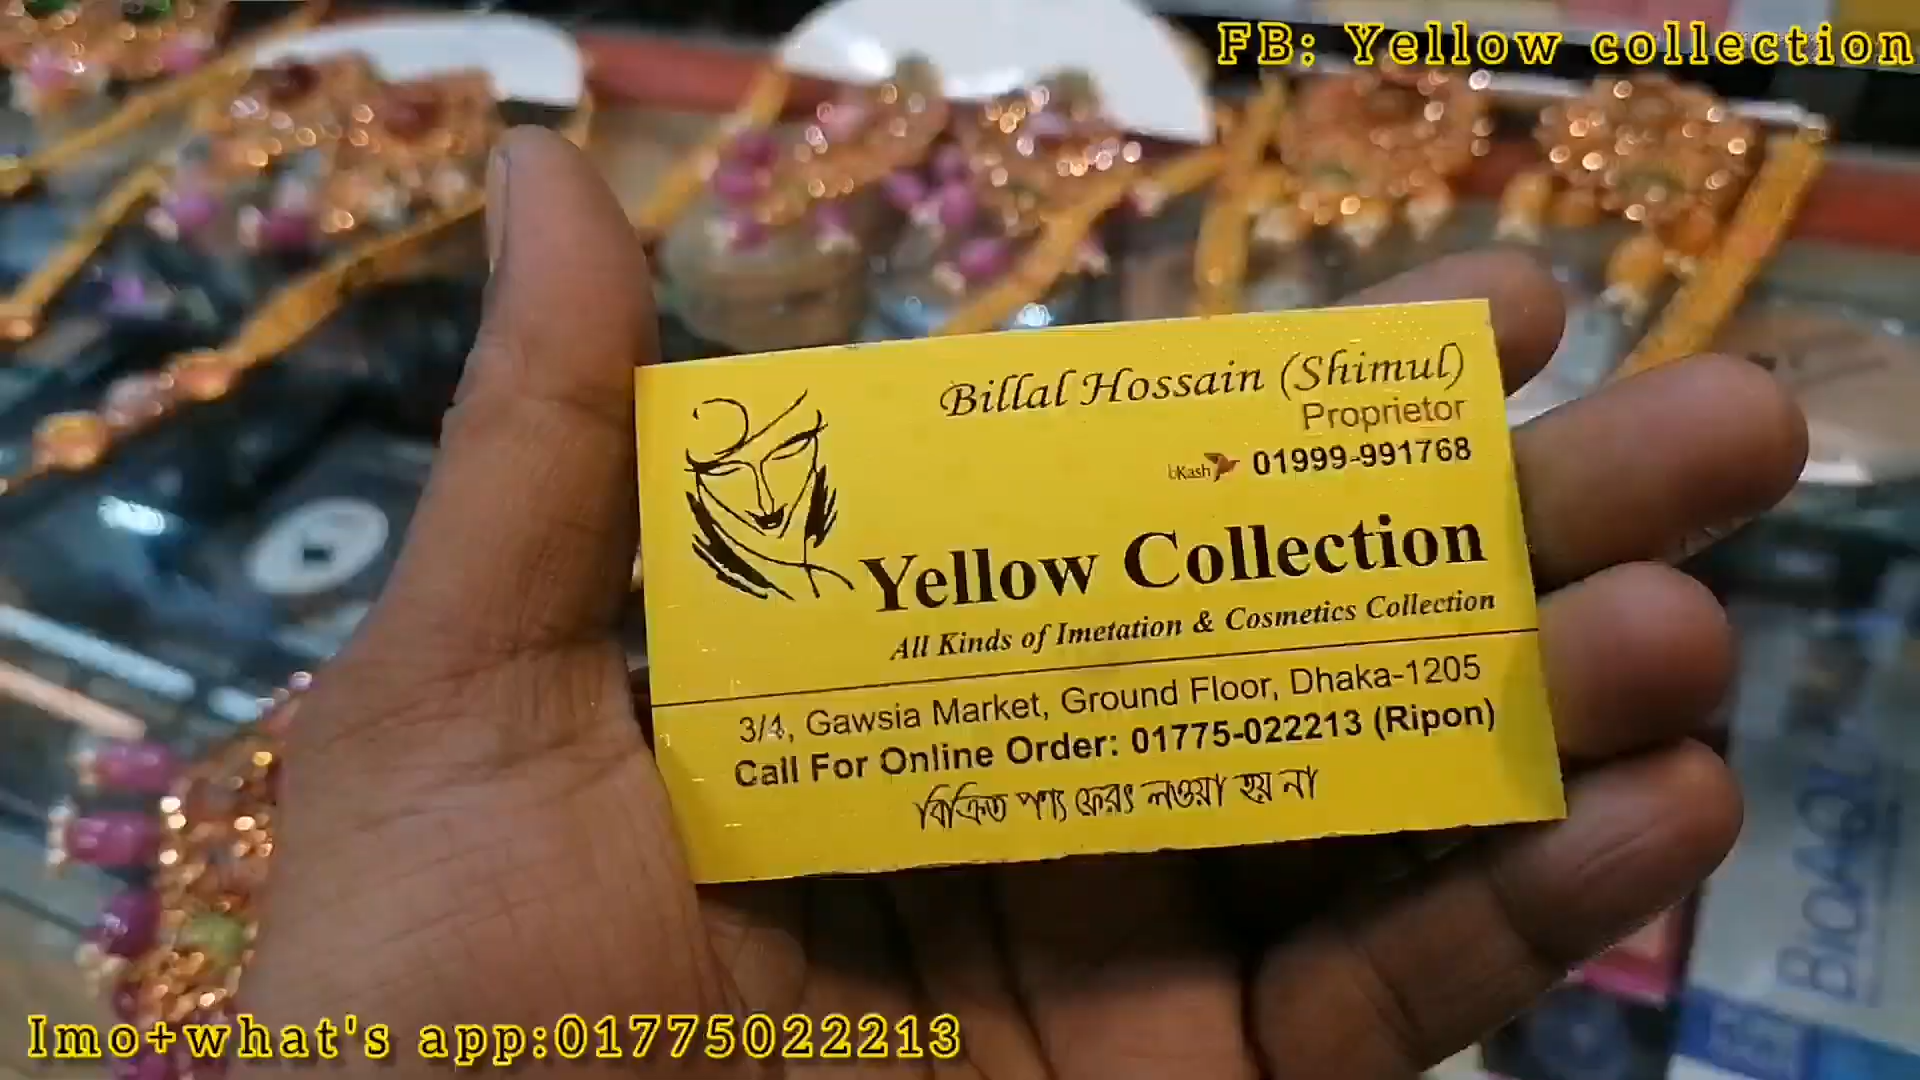 FB: Yellow collection
Billal Hossain (Shimul)
Proprietor
bKash 01999-991768
Yellow Collection
All Kinds of Imetation & Cosmetics Collection
3/4, Gawsia Market, Ground Floor, Dhaka-1205
Call For Online Order: 01775-022213 (Ripon)
বিক্রিত পণ্য ফেরৎ লওয়া হয় না
BIOAQUA
Imo+what's app:01775022213